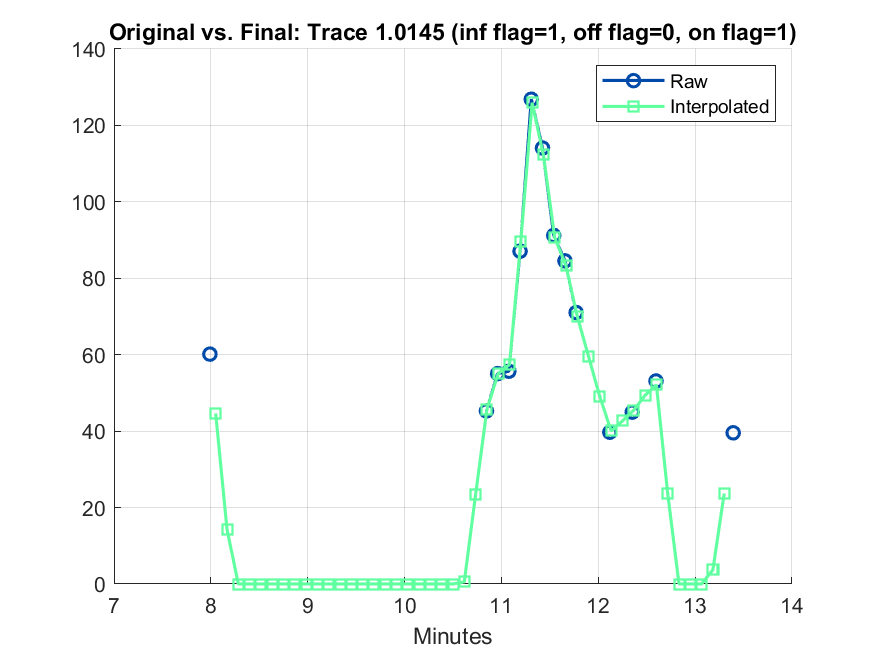 Original vs. Final: Trace 1.0145 (inf flag=1, off flag=0, on flag=1)
140
120
100
80
60
40
20
0
Raw
Interpolated
7 8 9 10 11 12 13 14
Minutes